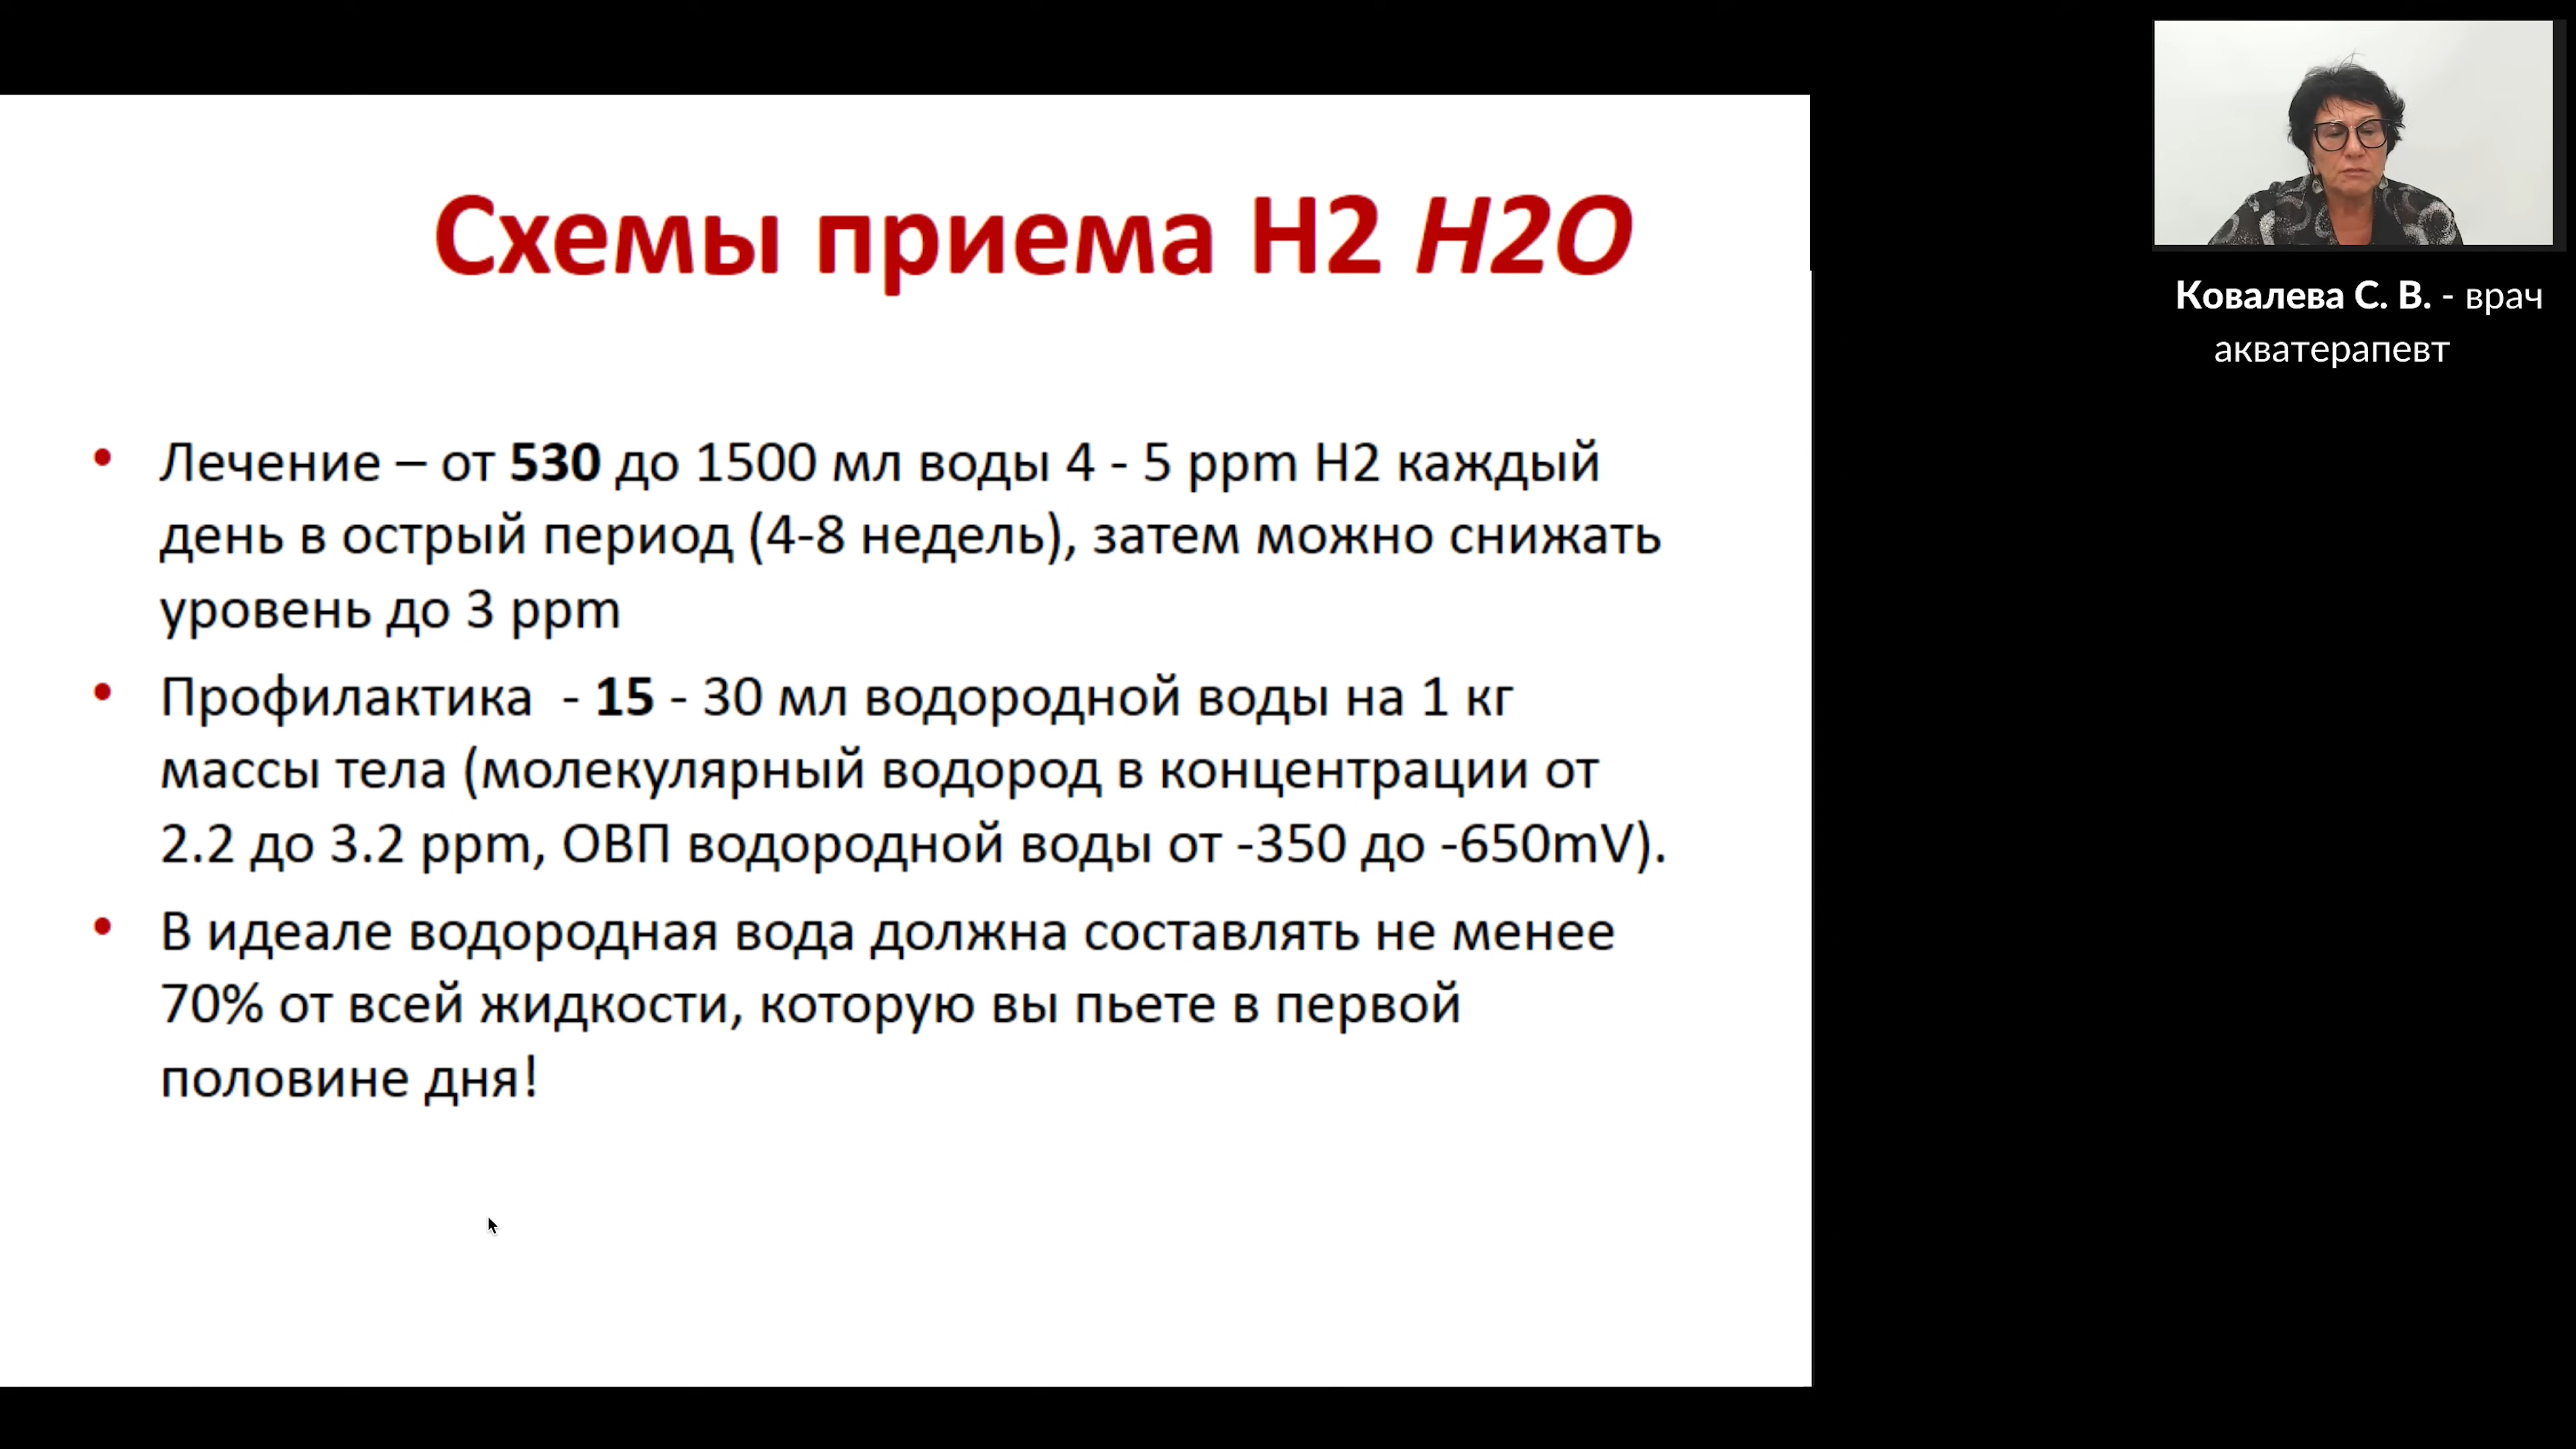 Схемы приема Н2 H2O
• Лечение – от 530 до 1500 мл воды 4 - 5 ppm Н2 каждый
день в острый период (4-8 недель), затем можно снижать
уровень до 3 ppm
• Профилактика - 15 - 30 мл водородной воды на 1 кг
массы тела (молекулярный водород в концентрации от
2.2 до 3.2 ppm, ОВП водородной воды от -350 до -650mV).
• В идеале водородная вода должна составлять не менее
70% от всей жидкости, которую вы пьете в первой
половине дня!
Ковалева С. В. - врач
акватерапевт